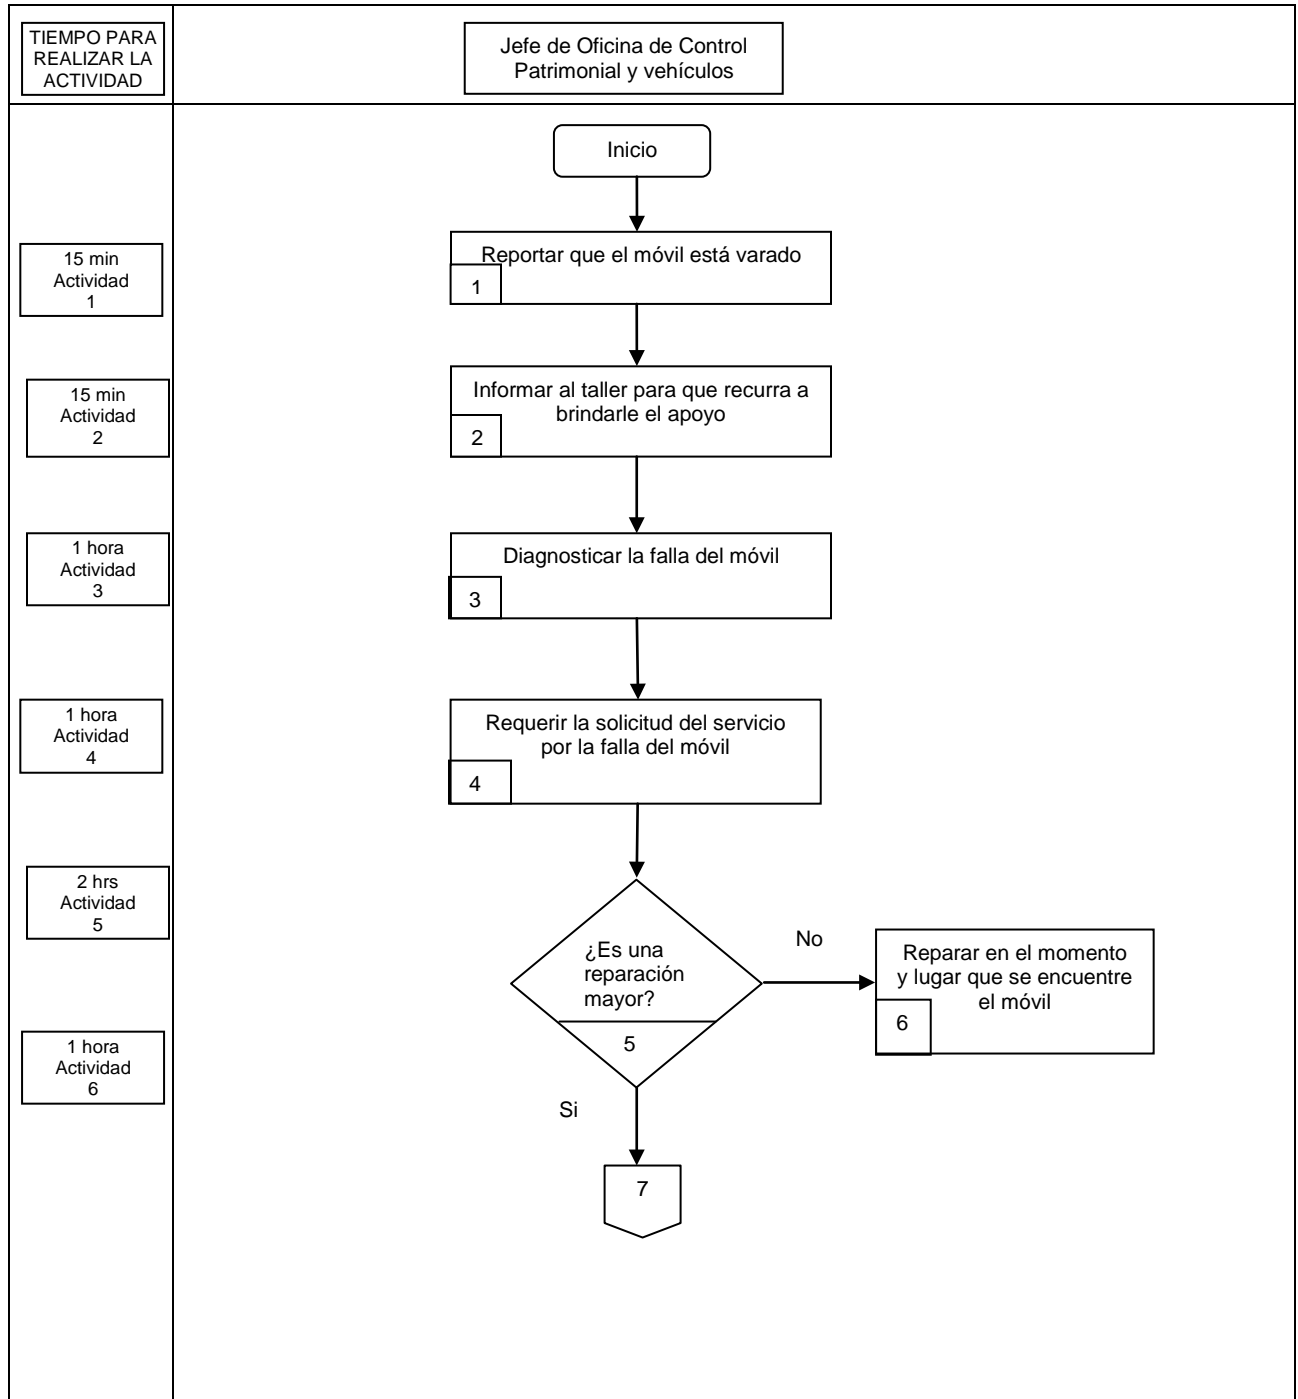 TIEMPO PARA
REALIZAR LA
ACTIVIDAD
Jefe de Oficina de Control
Patrimonial y vehículos
Inicio
15 min
Actividad
1
Reportar que el móvil está varado
1
15 min
Actividad
2
Informar al taller para que recurra a
brindarle el apoyo
2
1 hora
Actividad
3
Diagnosticar la falla del móvil
3
1 hora
Actividad
4
Requerir la solicitud del servicio
por la falla del móvil
4
2 hrs
Actividad
5
¿Es una
reparación
mayor?
5
No
Reparar en el momento
y lugar que se encuentre
el móvil
6
1 hora
Actividad
6
Si
7